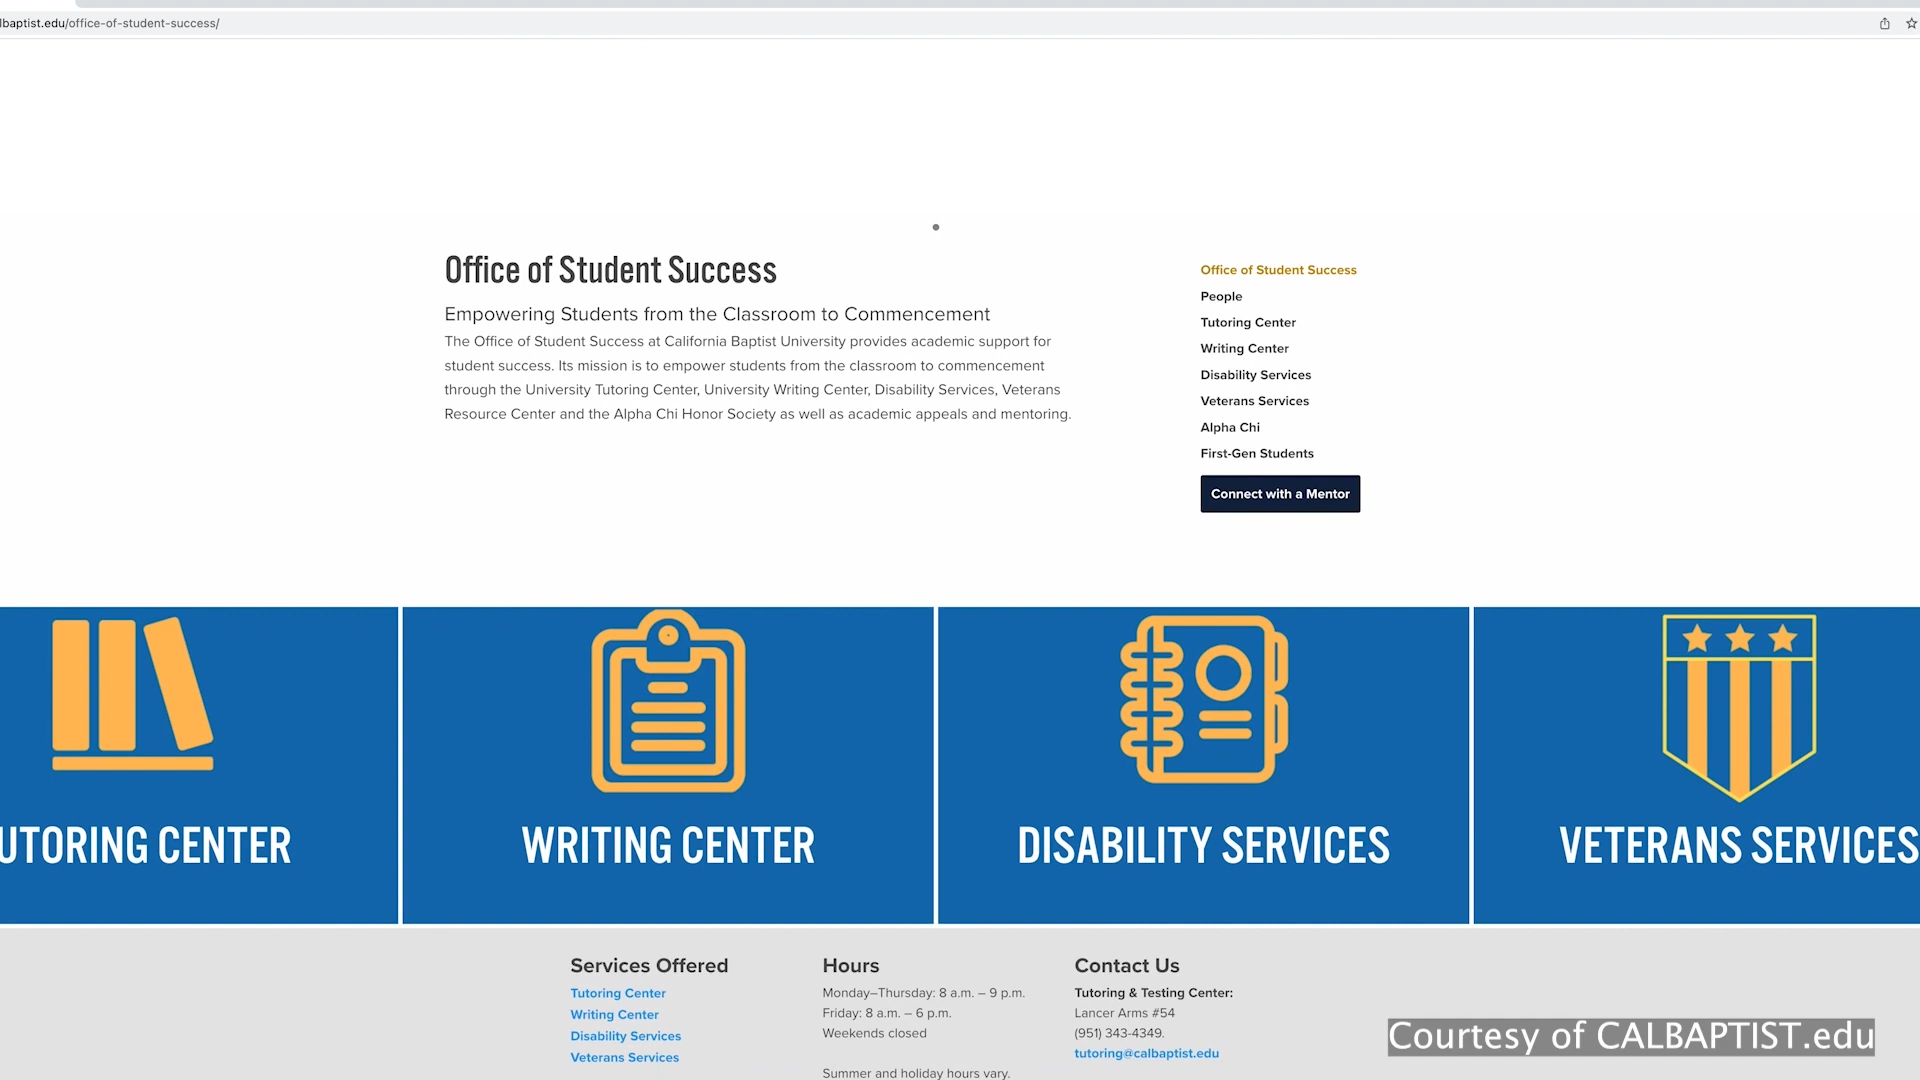 lbaptist.edu/office-of-student-success/
Office of Student Success
Empowering Students from the Classroom to Commencement
The Office of Student Success at California Baptist University provides academic support for
student success. Its mission is to empower students from the classroom to commencement
through the University Tutoring Center, University Writing Center, Disability Services, Veterans
Resource Center and the Alpha Chi Honor Society as well as academic appeals and mentoring.
Office of Student Success
People
Tutoring Center
Writing Center
Disability Services
Veterans Services
Alpha Chi
First-Gen Students
Connect with a Mentor
UTORING CENTER
WRITING CENTER
DISABILITY SERVICES
VETERANS SERVICES
Services Offered
Tutoring Center
Writing Center
Disability Services
Veterans Services
Hours
Monday–Thursday: 8 a.m. – 9 p.m.
Friday: 8 a.m. – 6 p.m.
Weekends closed
Summer and holiday hours vary.
Contact Us
Tutoring & Testing Center:
Lancer Arms #54
(951) 343-4349.
tutoring@calbaptist.edu
Courtesy of CALBAPTIST.edu